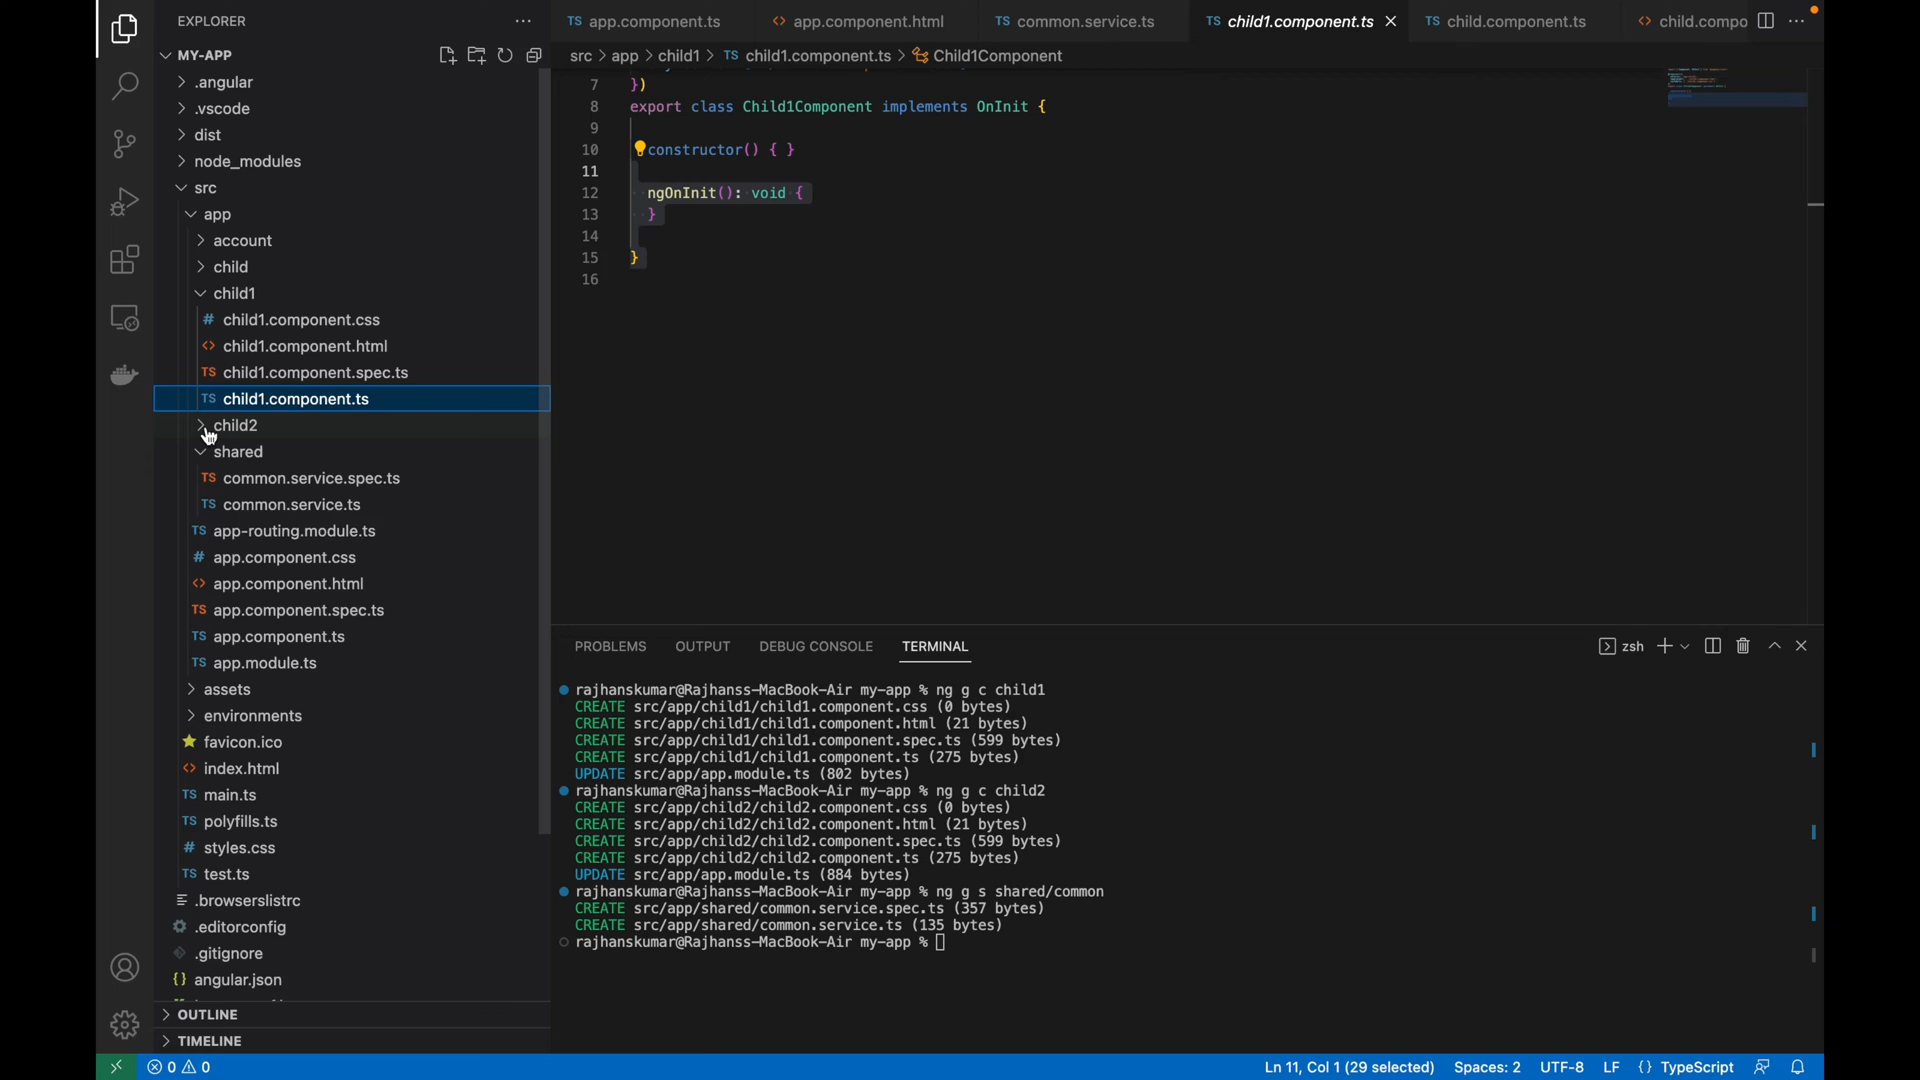 EXPLORER
MY-APP
.angular
.vscode
dist
node_modules
src
app
account
child
child1
child1.component.css
child1.component.html
child1.component.spec.ts
child1.component.ts
child2
shared
common.service.spec.ts
common.service.ts
app-routing.module.ts
app.component.css
app.component.html
app.component.spec.ts
app.component.ts
app.module.ts
assets
environments
favicon.ico
index.html
main.ts
polyfills.ts
styles.css
test.ts
.browserslistrc
.editorconfig
.gitignore
angular.json
OUTLINE
TIMELINE
TS app.component.ts <> app.component.html TS common.service.ts TS child1.component.ts TS child.component.ts <> child.compo
src > app > child1 > TS child1.component.ts > Child1Component
7 })
8 export class Child1Component implements OnInit {
9
10 constructor() { }
11
12 ngOnInit(): void {
13 }
14
15 }
16
PROBLEMS OUTPUT DEBUG CONSOLE TERMINAL zsh
rajhanskumar@Rajhanss-MacBook-Air my-app % ng g c child1
CREATE src/app/child1/child1.component.css (0 bytes)
CREATE src/app/child1/child1.component.html (21 bytes)
CREATE src/app/child1/child1.component.spec.ts (599 bytes)
CREATE src/app/child1/child1.component.ts (275 bytes)
UPDATE src/app/app.module.ts (802 bytes)
rajhanskumar@Rajhanss-MacBook-Air my-app % ng g c child2
CREATE src/app/child2/child2.component.css (0 bytes)
CREATE src/app/child2/child2.component.html (21 bytes)
CREATE src/app/child2/child2.component.spec.ts (599 bytes)
CREATE src/app/child2/child2.component.ts (275 bytes)
UPDATE src/app/app.module.ts (884 bytes)
rajhanskumar@Rajhanss-MacBook-Air my-app % ng g s shared/common
CREATE src/app/shared/common.service.spec.ts (357 bytes)
CREATE src/app/shared/common.service.ts (135 bytes)
rajhanskumar@Rajhanss-MacBook-Air my-app %
0 0 Ln 11, Col 1 (29 selected) Spaces: 2 UTF-8 LF {} TypeScript